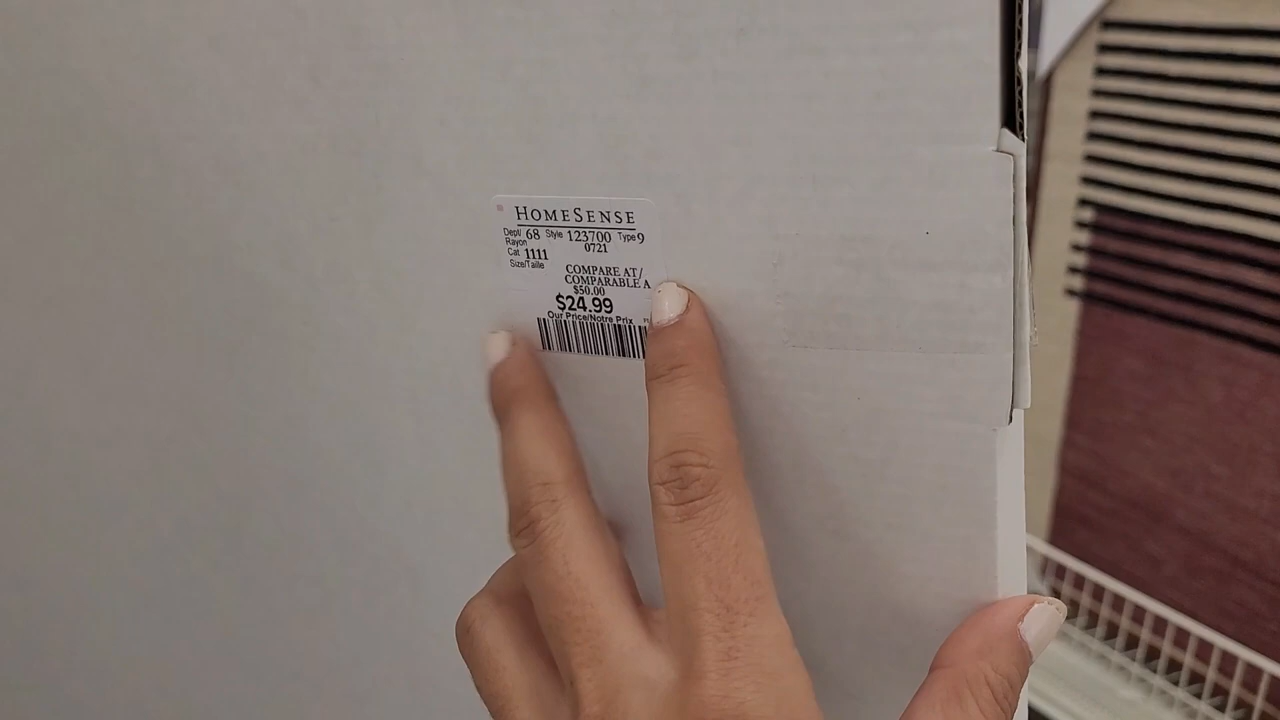 HOMESENSE
Dept/ 68 Style 123700 Type 9
Rayon 0721
Cat 1111
Size/Taille
COMPARE AT/
COMPARABLE A
$50.00
$24.99
Our Price/Notre Prix